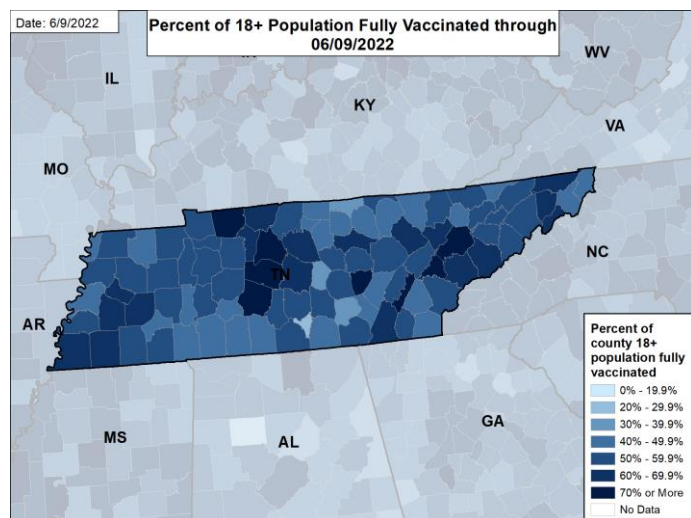 Date: 6/9/2022
Percent of 18+ Population Fully Vaccinated through
06/09/2022
WV
IL
KY
VA
MO
NC
TN
AR
MS
AL
GA
Percent of
county 18+
population fully
vaccinated
0% - 19.9%
20% - 29.9%
30% - 39.9%
40% - 49.9%
50% - 59.9%
60% - 69.9%
70% or More
No Data